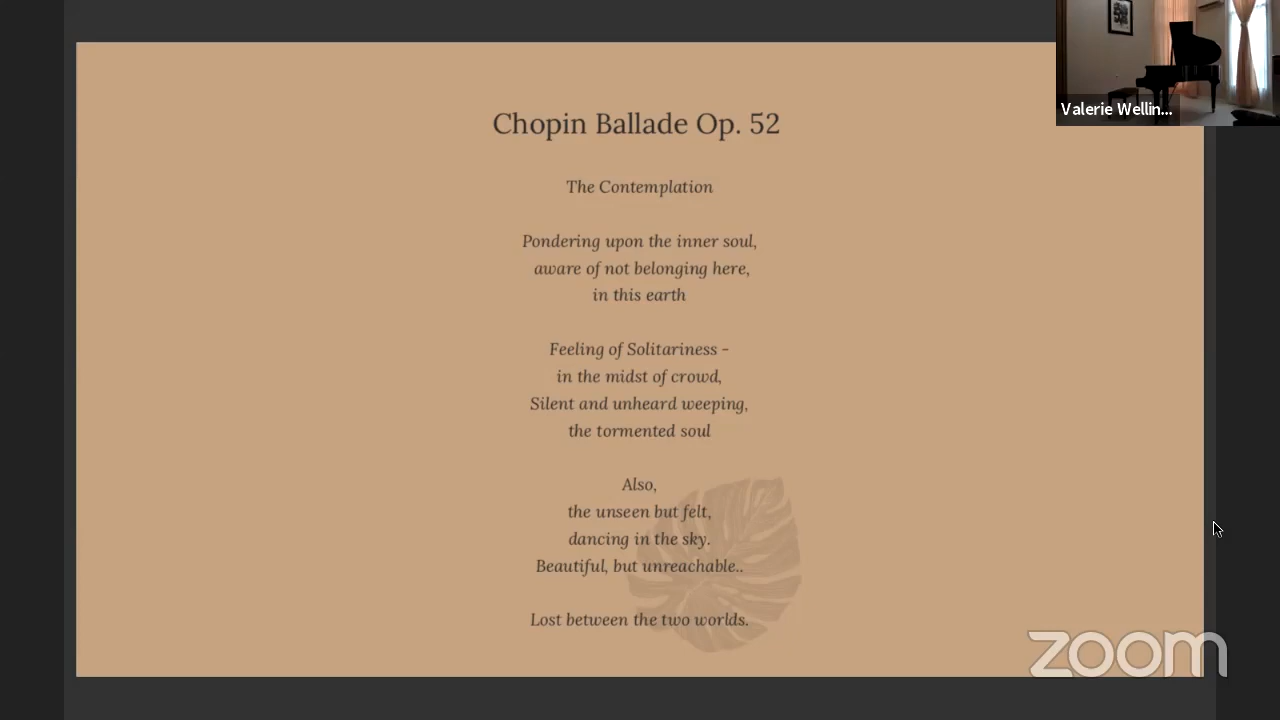 Valerie Wellin...
Chopin Ballade Op. 52
The Contemplation
Pondering upon the inner soul,
aware of not belonging here,
in this earth
Feeling of Solitariness -
in the midst of crowd,
Silent and unheard weeping,
the tormented soul
Also,
the unseen but felt,
dancing in the sky.
Beautiful, but unreachable..
Lost between the two worlds.
zoom